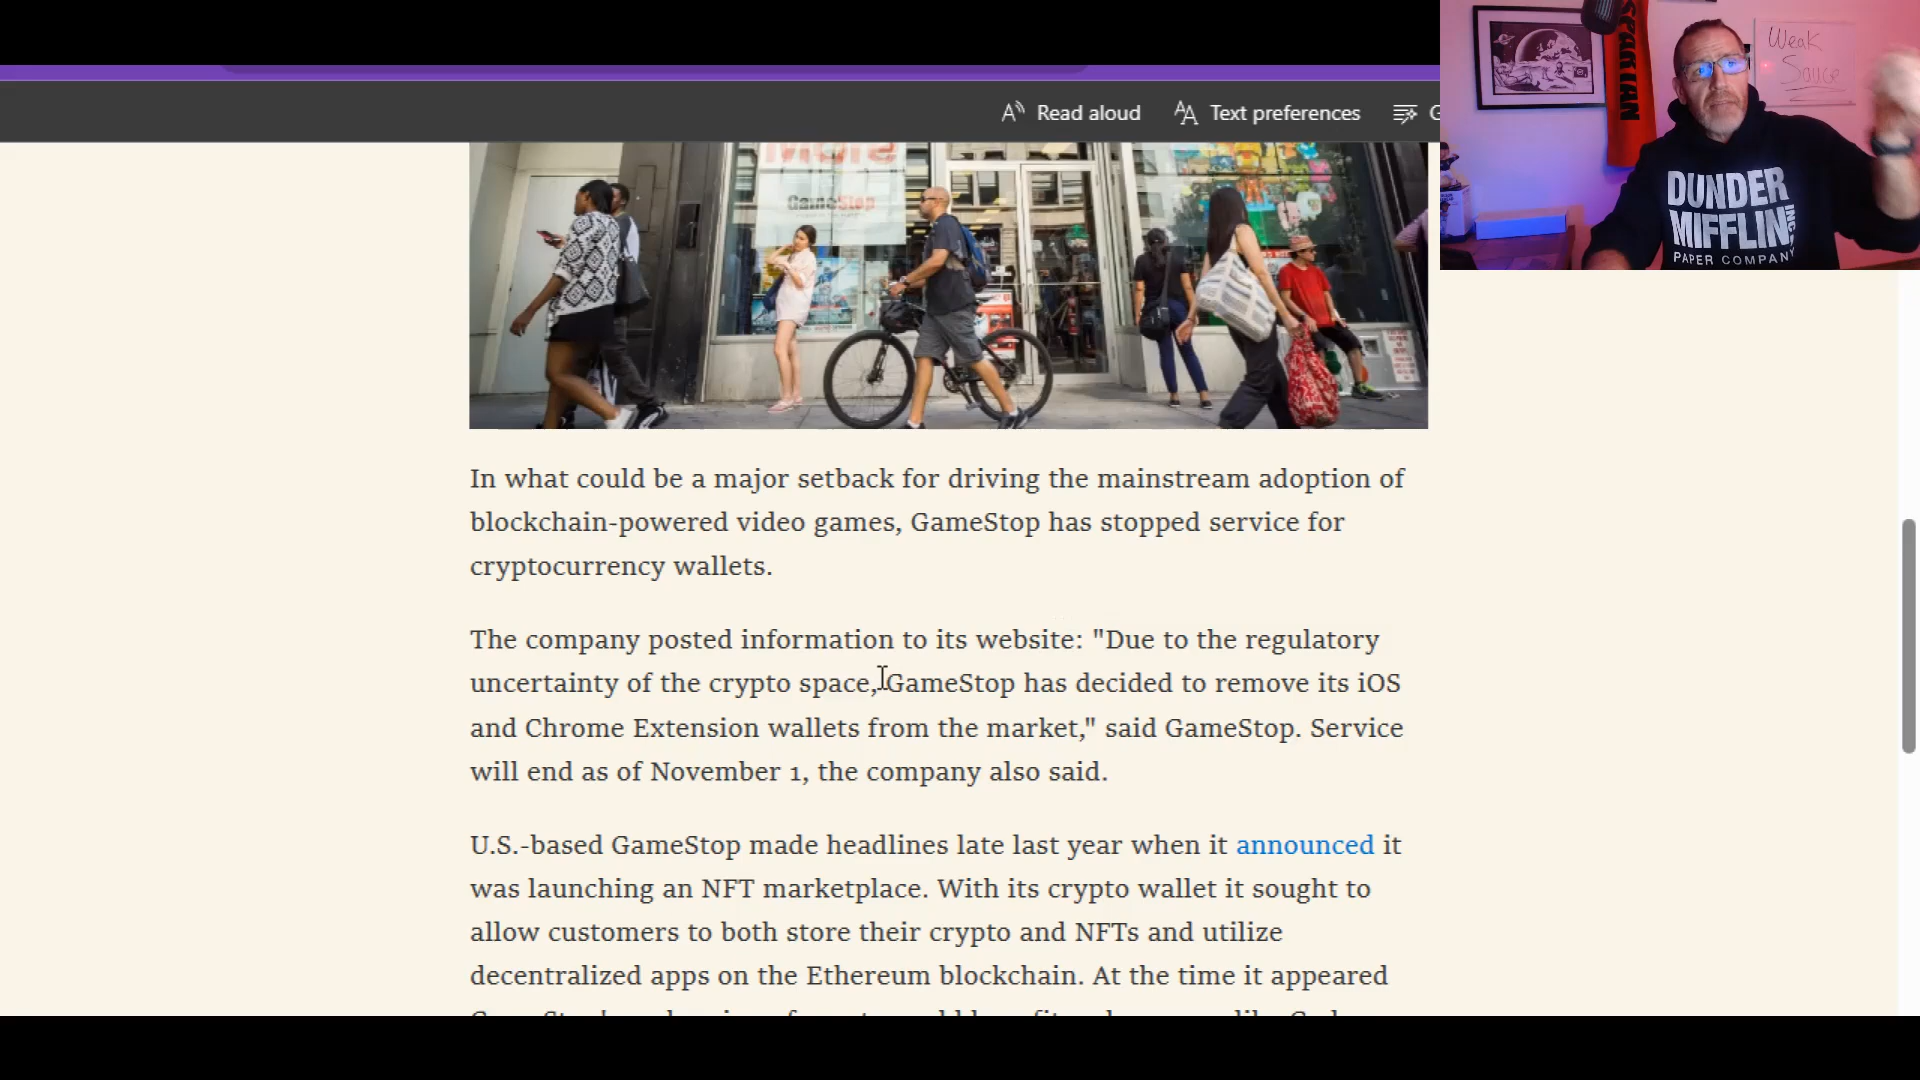 Read aloud
Text preferences
GameStop
Weak
Sauce
SPARTAN
DUNDER
MIFFLIN INC
PAPER COMPANY
In what could be a major setback for driving the mainstream adoption of
blockchain-powered video games, GameStop has stopped service for
cryptocurrency wallets.
The company posted information to its website: "Due to the regulatory
uncertainty of the crypto space, GameStop has decided to remove its iOS
and Chrome Extension wallets from the market," said GameStop. Service
will end as of November 1, the company also said.
U.S.-based GameStop made headlines late last year when it announced it
was launching an NFT marketplace. With its crypto wallet it sought to
allow customers to both store their crypto and NFTs and utilize
decentralized apps on the Ethereum blockchain. At the time it appeared